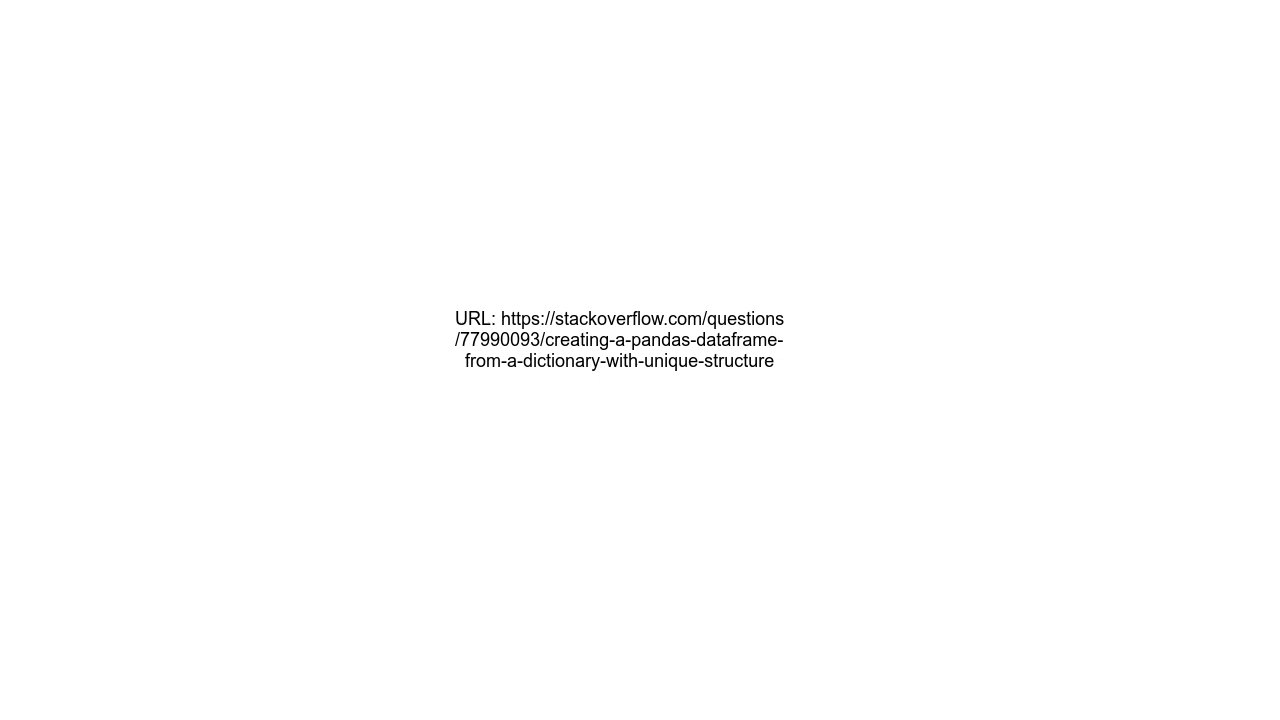 URL: https://stackoverflow.com/questions
/77990093/creating-a-pandas-dataframe-
from-a-dictionary-with-unique-structure